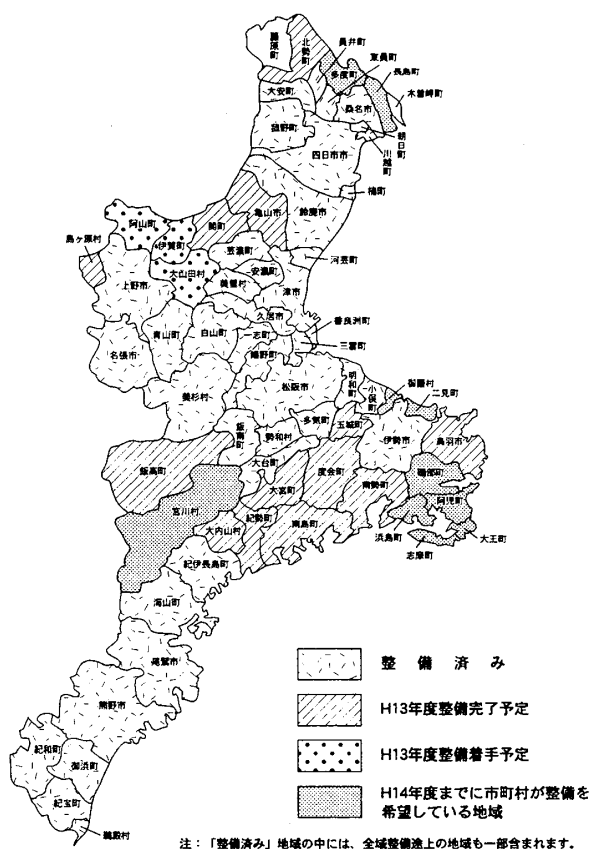 藤原町
北勢町
員弁町
東員町
多度町
長島町
木曽岬町
大安町
桑名市
菰野町
朝日町
川越町
四日市市
楠町
鈴鹿市
亀山市
関町
阿山町
伊賀町
島ヶ原村
大山田村
芸濃町
安濃町
美里村
河芸町
津市
上野市
久居市
香良洲町
青山町
白山町
一志町
三雲町
嬉野町
名張市
美杉村
松阪市
明和町
小俣町
御薗村
二見町
飯南町
多気町
玉城町
勢和村
伊勢市
鳥羽市
飯高町
大台町
度会町
磯部町
大宮町
南勢町
阿児町
宮川村
紀勢町
大内山村
南島町
浜島町
大王町
志摩町
紀伊長島町
海山町
尾鷲市
熊野市
紀和町
御浜町
紀宝町
鵜殿村
整備済み
H13年度整備完了予定
H13年度整備着手予定
H14年度までに市町村が整備を
希望している地域
注：「整備済み」地域の中には、全域整備途上の地域も一部含まれます。